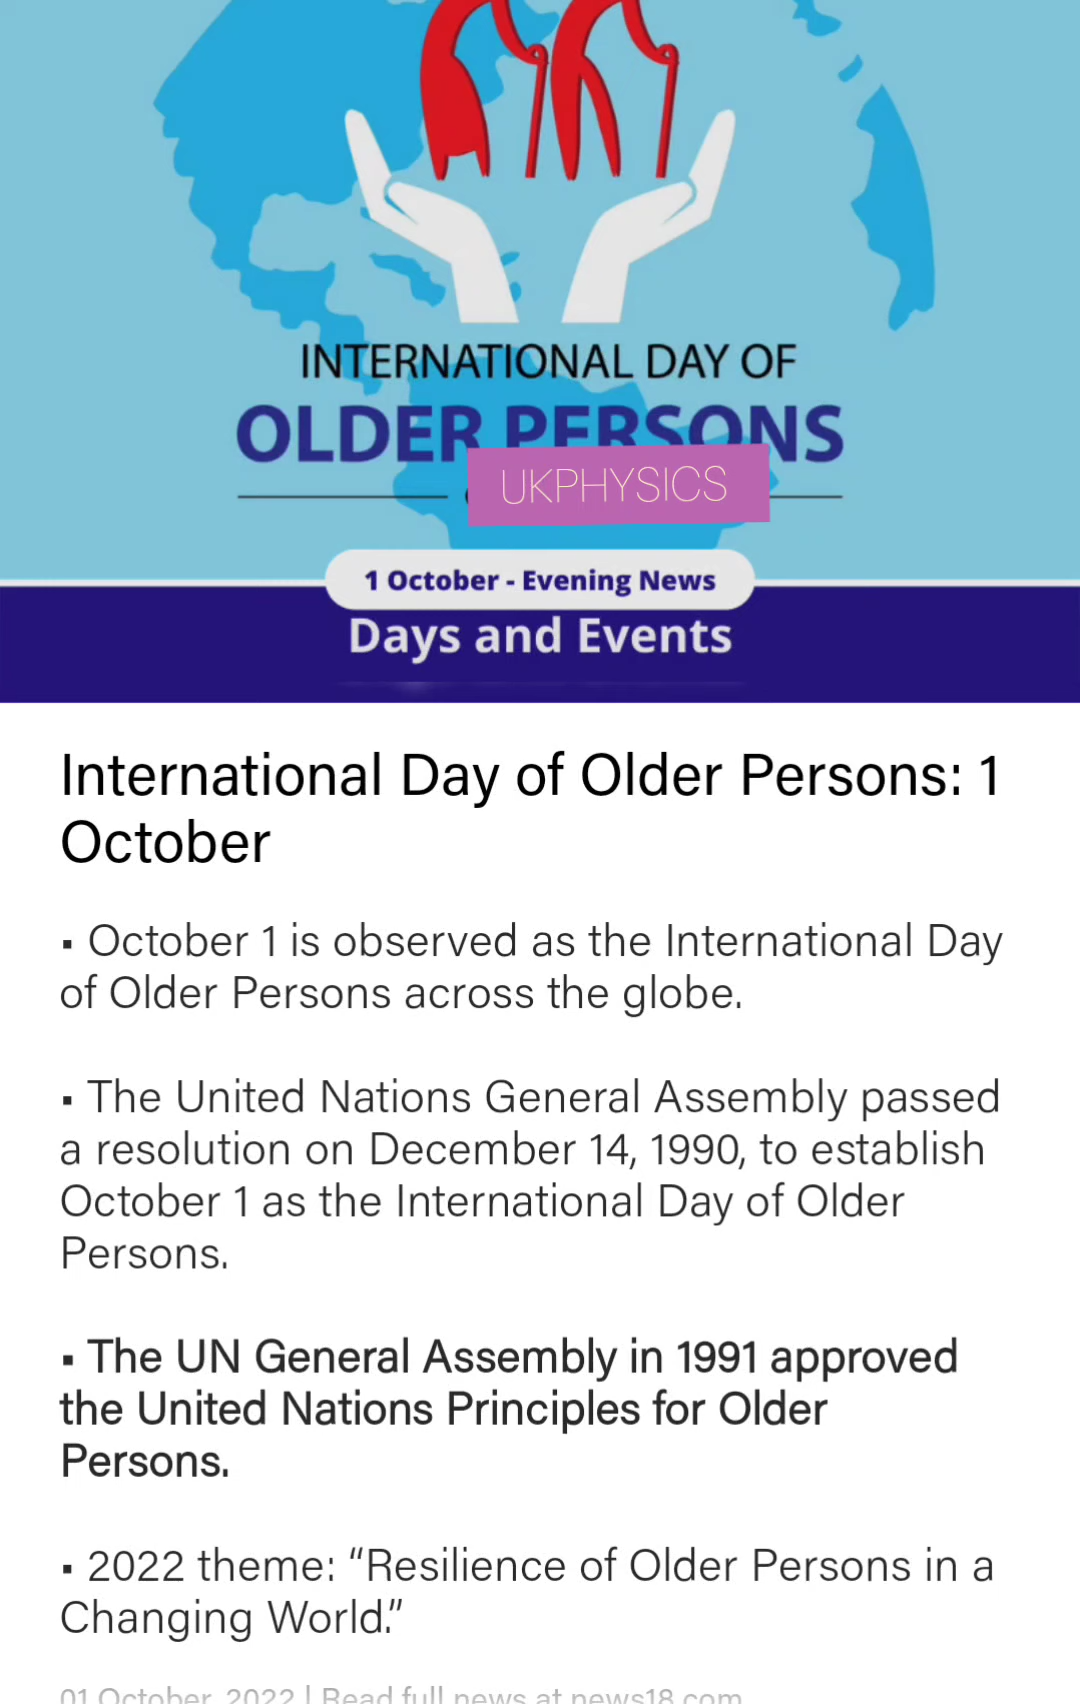 INTERNATIONAL DAY OF
OLDER PERSONS
UKPHYSICS
1 October - Evening News
Days and Events
International Day of Older Persons: 1
October
▪ October 1 is observed as the International Day
of Older Persons across the globe.
▪ The United Nations General Assembly passed
a resolution on December 14, 1990, to establish
October 1 as the International Day of Older
Persons.
▪ The UN General Assembly in 1991 approved
the United Nations Principles for Older
Persons.
▪ 2022 theme: “Resilience of Older Persons in a
Changing World.”
01 October, 2022 | Read full news at news18.com